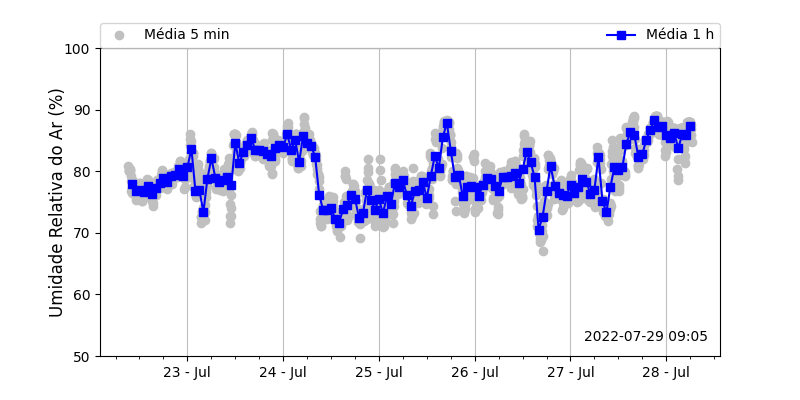 Média 5 min
Média 1 h
Umidade Relativa do Ar (%)
100
90
80
70
60
50
2022-07-29 09:05
23 - Jul
24 - Jul
25 - Jul
26 - Jul
27 - Jul
28 - Jul